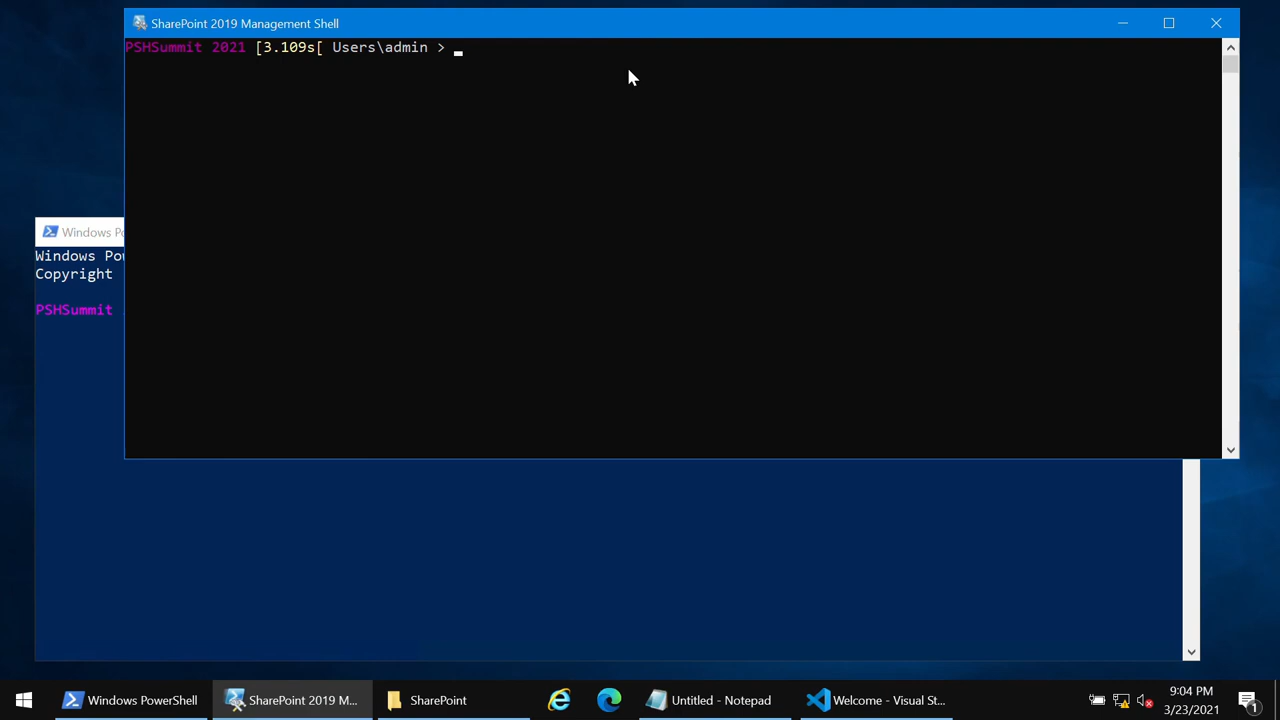 SharePoint 2019 Management Shell
PSHSummit 2021 [3.109s[ Users\admin >
Windows P
Windows Po
Copyright
PSHSummit
Windows PowerShell
SharePoint 2019 M...
SharePoint
Untitled - Notepad
Welcome - Visual St...
9:04 PM
3/23/2021
1